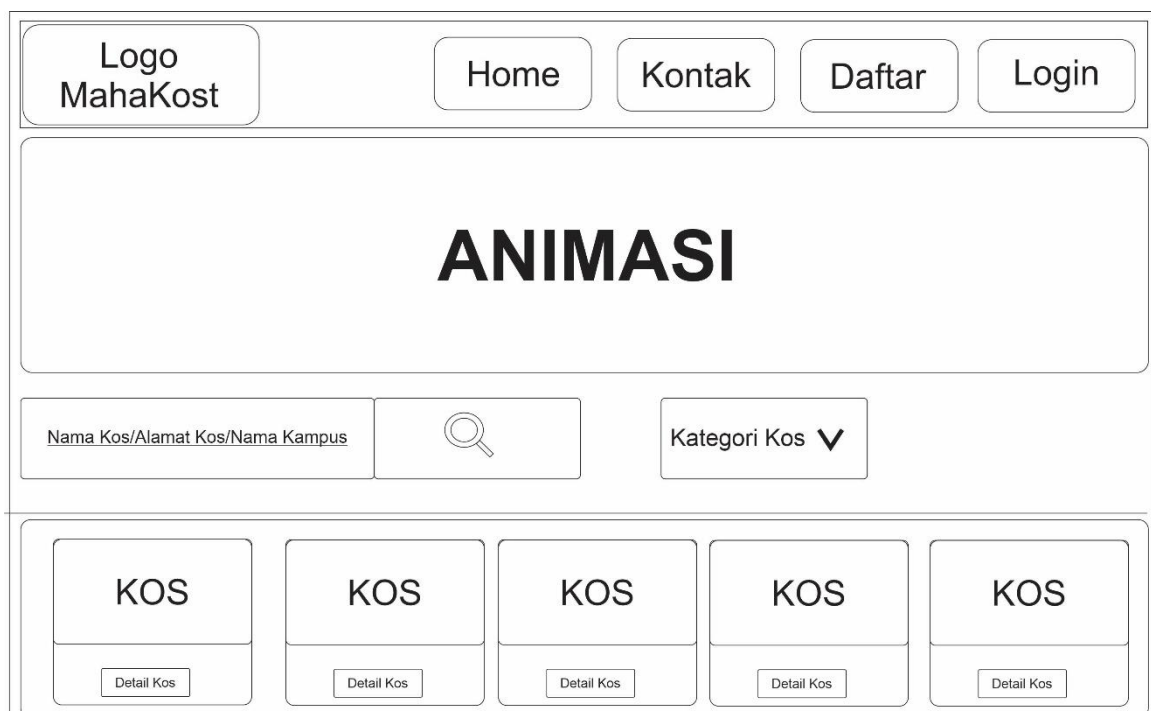 Logo
MahaKost
Home
Kontak
Daftar
Login
ANIMASI
Nama Kos/Alamat Kos/Nama Kampus
Kategori Kos
KOS
KOS
KOS
KOS
KOS
Detail Kos
Detail Kos
Detail Kos
Detail Kos
Detail Kos